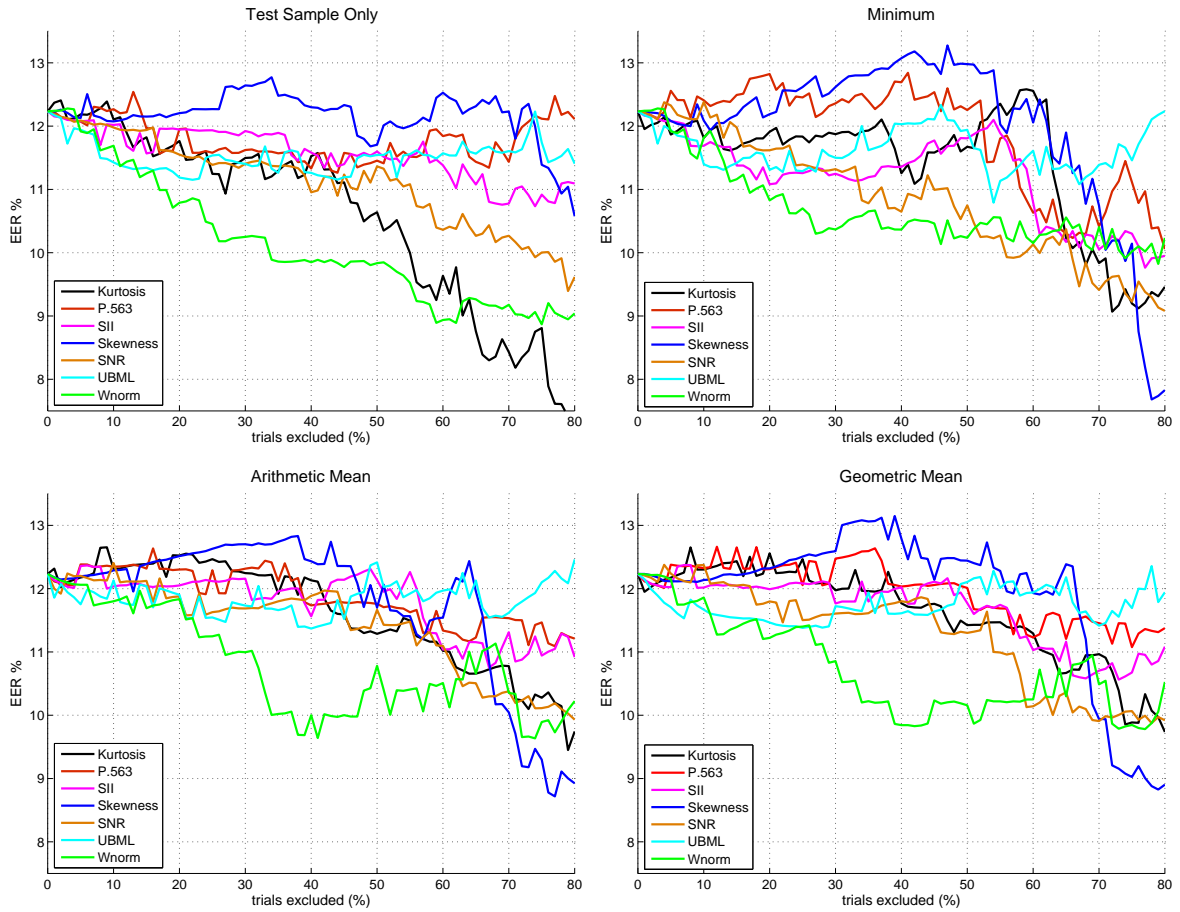 Test Sample Only
13
12
11
10
9
8
EER %
Kurtosis
P.563
SII
Skewness
SNR
UBML
Wnorm
0 10 20 30 40 50 60 70 80
trials excluded (%)
Minimum
13
12
11
10
9
8
EER %
Kurtosis
P.563
SII
Skewness
SNR
UBML
Wnorm
0 10 20 30 40 50 60 70 80
trials excluded (%)
Arithmetic Mean
13
12
11
10
9
8
EER %
Kurtosis
P.563
SII
Skewness
SNR
UBML
Wnorm
0 10 20 30 40 50 60 70 80
trials excluded (%)
Geometric Mean
13
12
11
10
9
8
EER %
Kurtosis
P.563
SII
Skewness
SNR
UBML
Wnorm
0 10 20 30 40 50 60 70 80
trials excluded (%)